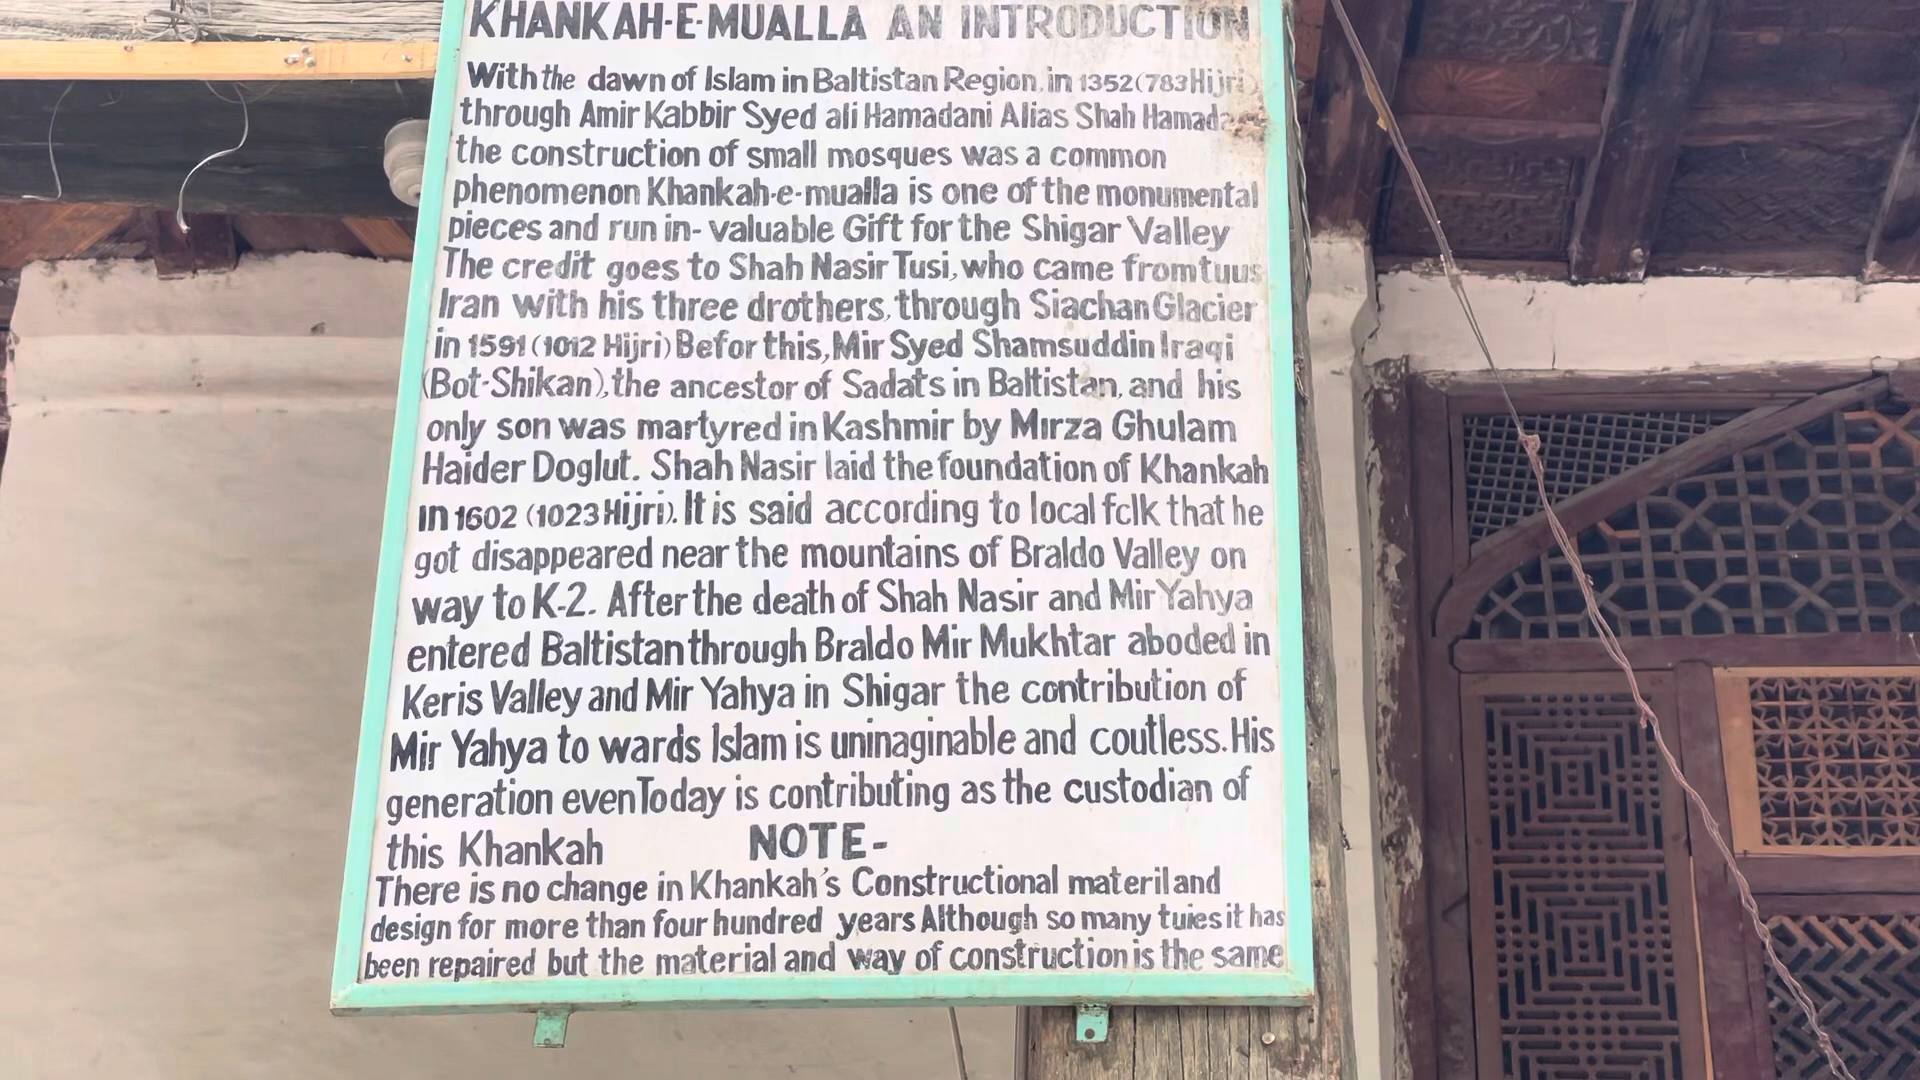 KHANKAH-E-MUALLA AN INTRODUCTION
With the dawn of Islam in Baltistan Region, in 1352 (783 Hijri)
through Amir Kabbir Syed ali Hamadani Alias Shah
the construction of small mosques was a common
phenomenon Khankah-e-mualla is one of the monumental
pieces and run in- valuable Gift for the Shigar Valley
The credit goes to Shah Nasir Tusi, who came from tuus
Iran with his three drothers, through Siachan Glacier
in 1591 (1012 Hijri) Befor this, Mir Syed Shamsuddin Iraqi
(Bot-Shikan), the ancestor of Sadats in Baltistan, and his
only son was martyred in Kashmir by Mirza Ghulam
Haider Doglut. Shah Nasir laid the foundation of Khankah
in 1602 (1023 Hijri). It is said according to local fclk that he
got disappeared near the mountains of Braldo Valley on
way to K-2. After the death of Shah Nasir and Mir Yahya
entered Baltistan through Braldo Mir Mukhtar aboded in
Keris Valley and Mir Yahya in Shigar the contribution of
Mir Yahya to wards Islam is uninaginable and coutless. His
generation even Today is contributing as the custodian of
this Khankah NOTE-
There is no change in Khankah's Constructional materil and
design for more than four hundred years Although so many tuies it has
been repaired but the material and way of construction is the same